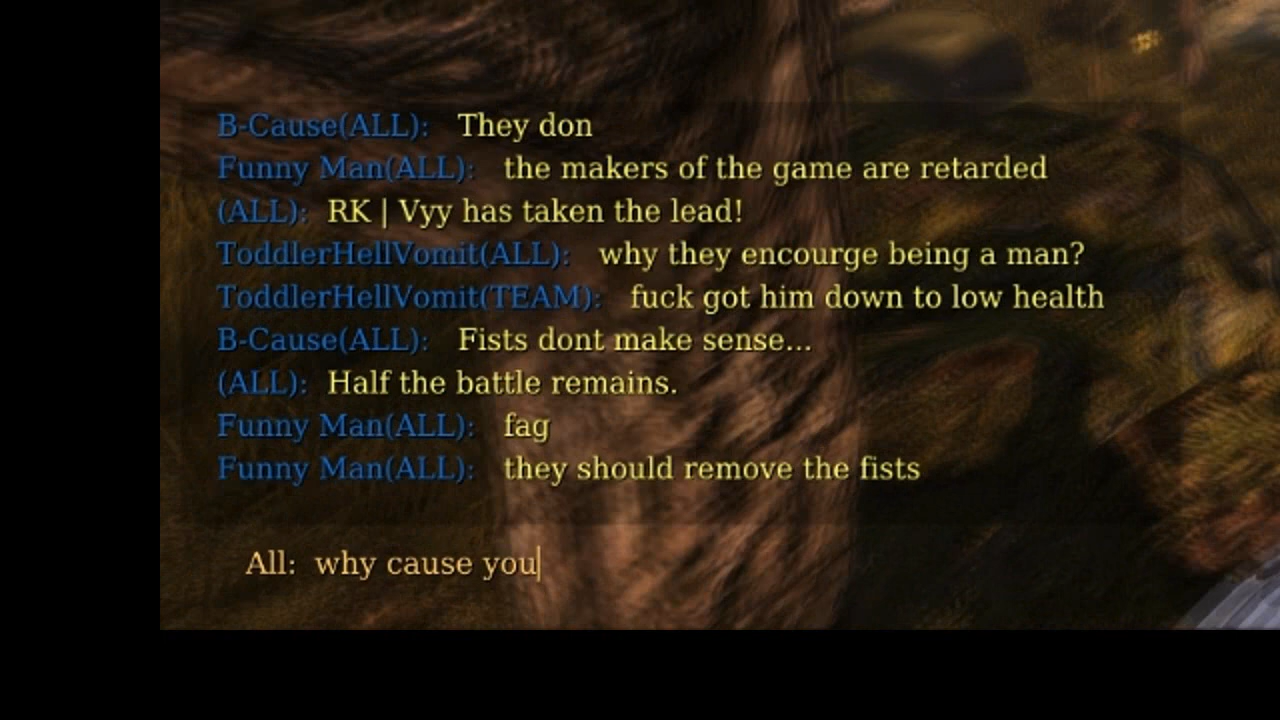 B-Cause(ALL): They don
Funny Man(ALL): the makers of the game are retarded
(ALL): RK | Vyy has taken the lead!
ToddlerHellVomit(ALL): why they encourge being a man?
ToddlerHellVomit(TEAM): fuck got him down to low health
B-Cause(ALL): Fists dont make sense...
(ALL): Half the battle remains.
Funny Man(ALL): fag
Funny Man(ALL): they should remove the fists
All: why cause you